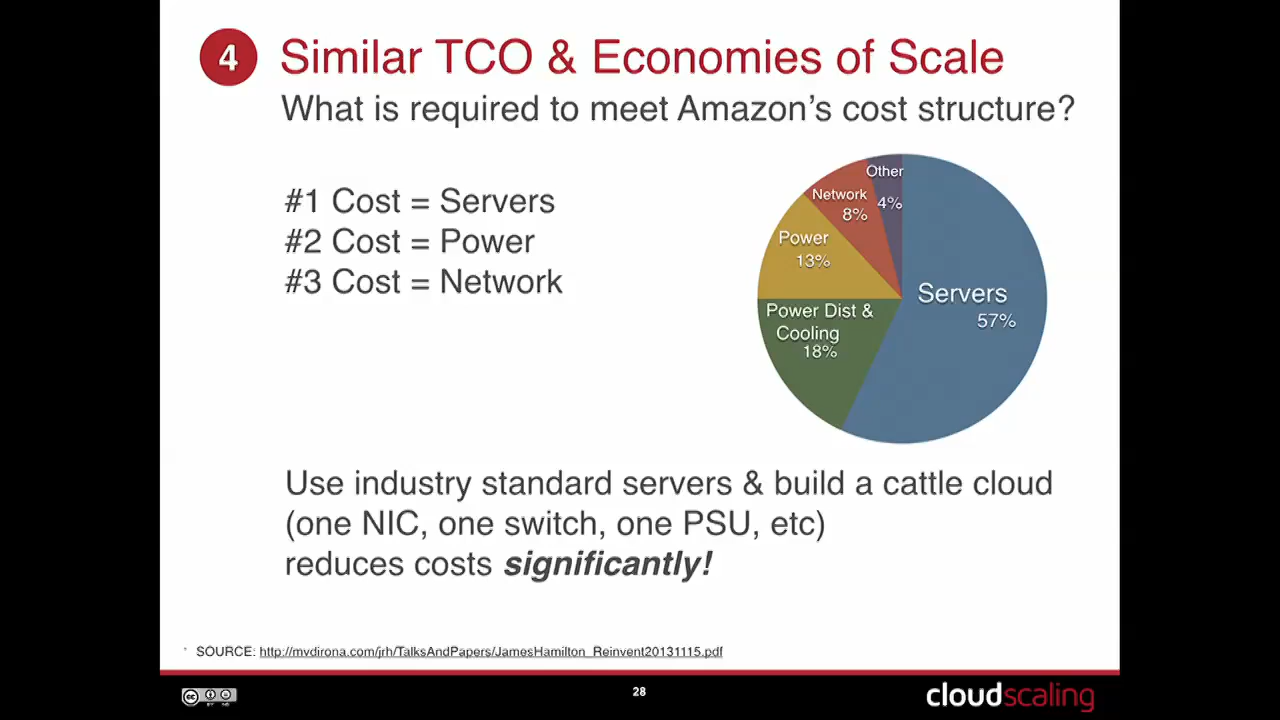 4
Similar TCO & Economies of Scale
What is required to meet Amazon's cost structure?
#1 Cost = Servers
#2 Cost = Power
#3 Cost = Network
Other
4%
Network
8%
Power
13%
Power Dist &
Cooling
18%
Servers
57%
Use industry standard servers & build a cattle cloud
(one NIC, one switch, one PSU, etc)
reduces costs significantly!
* SOURCE: http://mvdirona.com/jrh/TalksAndPapers/JamesHamilton_Reinvent20131115.pdf
cc
BY ND
28
cloudscaling